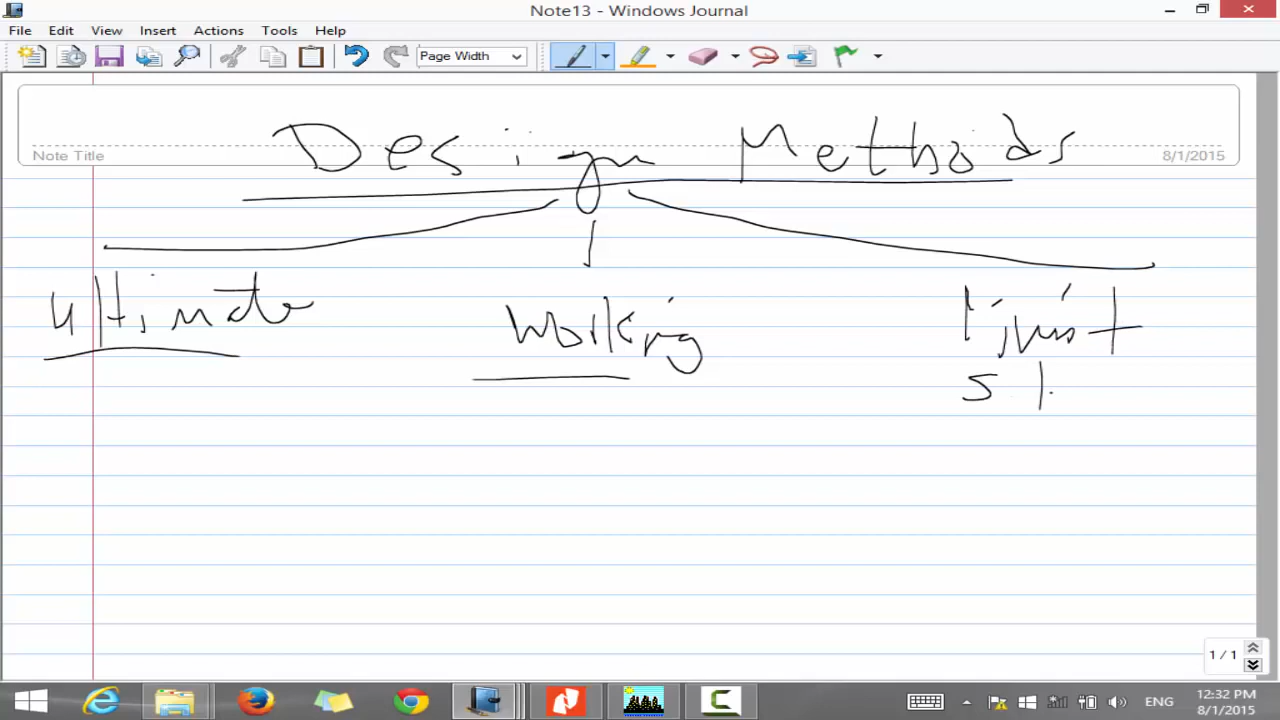 Note13 - Windows Journal
File Edit View Insert Actions Tools Help
Page Width
Design Methods
Note Title
8/1/2015
Ultimate
Working
limit
1 / 1
ENG
12:32 PM
8/1/2015